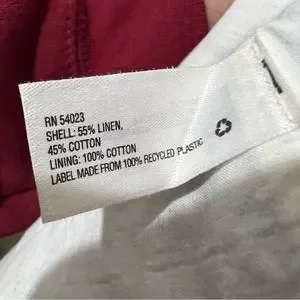 RN 54023
SHELL: 55% LINEN,
45% COTTON
LINING: 100% COTTON
LABEL MADE FROM 100% RECYCLED PLASTIC